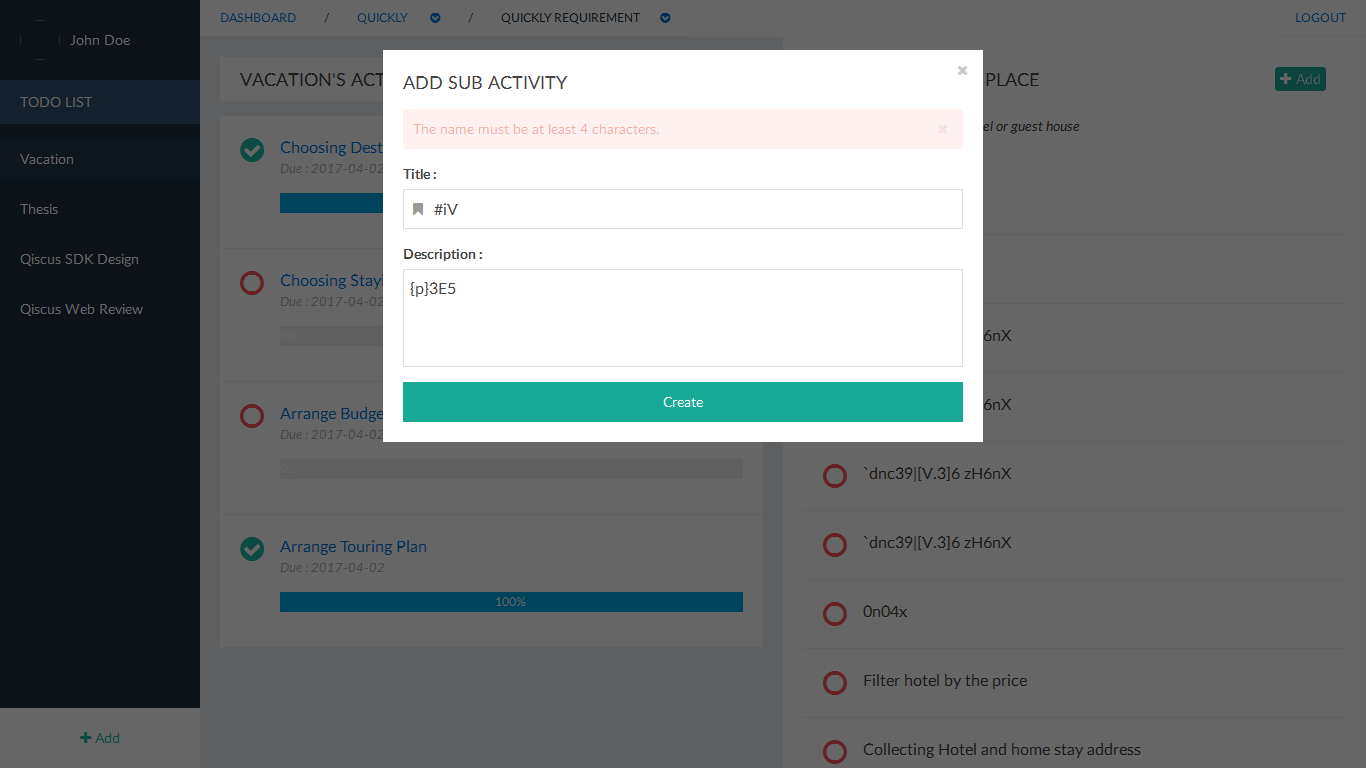 John Doe
TODO LIST
Vacation
Thesis
Qiscus SDK Design
Qiscus Web Review
Add
DASHBOARD / QUICKLY / QUICKLY REQUIREMENT
LOGOUT
VACATION'S ACT
Choosing Dest
Due : 2017-04-02
Choosing Stayi
Due : 2017-04-02
0%
Arrange Budge
Due : 2017-04-02
0%
Arrange Touring Plan
Due : 2017-04-02
100%
ADD SUB ACTIVITY
The name must be at least 4 characters.
Title :
#iV
Description :
{p}3E5
Create
PLACE
Add
el or guest house
6nX
6nX
`dnc39|[V.3]6 zH6nX
`dnc39|[V.3]6 zH6nX
0n04x
Filter hotel by the price
Collecting Hotel and home stay address